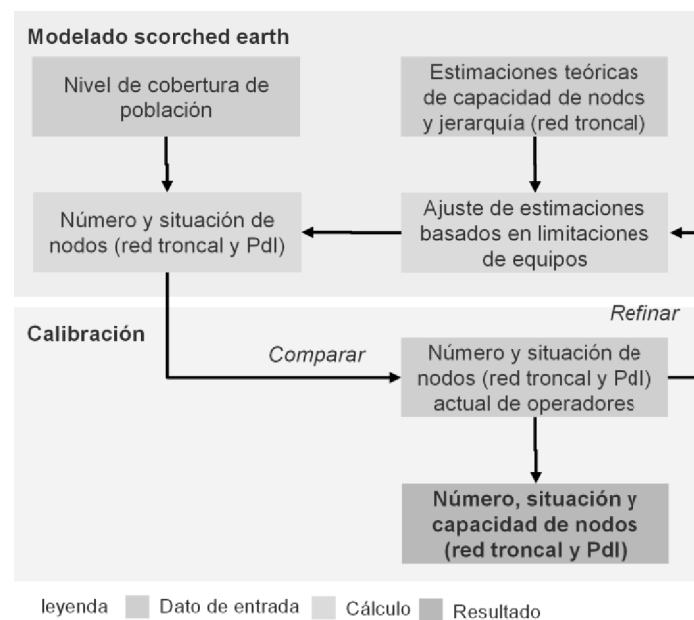 Modelado scorched earth
Nivel de cobertura de
población
Estimaciones teóricas
de capacidad de nodos
y jerarquía (red troncal)
Número y situación de
nodos (red troncal y PdI)
Ajuste de estimaciones
basados en limitaciones
de equipos
Refinar
Calibración
Comparar
Número y situación de
nodos (red troncal y PdI)
actual de operadores
Número, situación y
capacidad de nodos
(red troncal y PdI)
leyenda Dato de entrada Cálculo Resultado